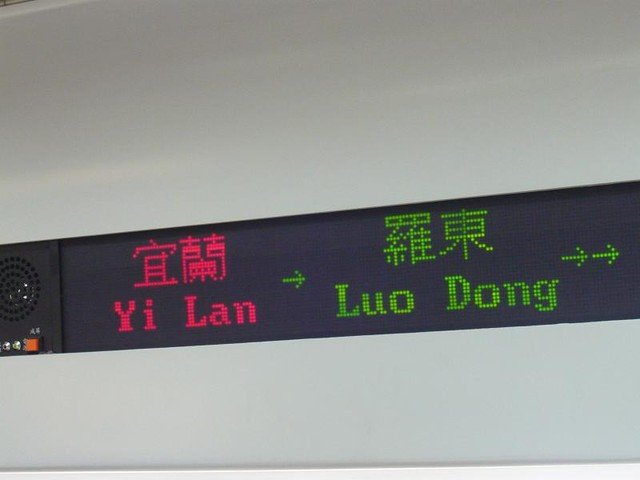 宜蘭 → 羅東 →→
Yi Lan Luo Dong